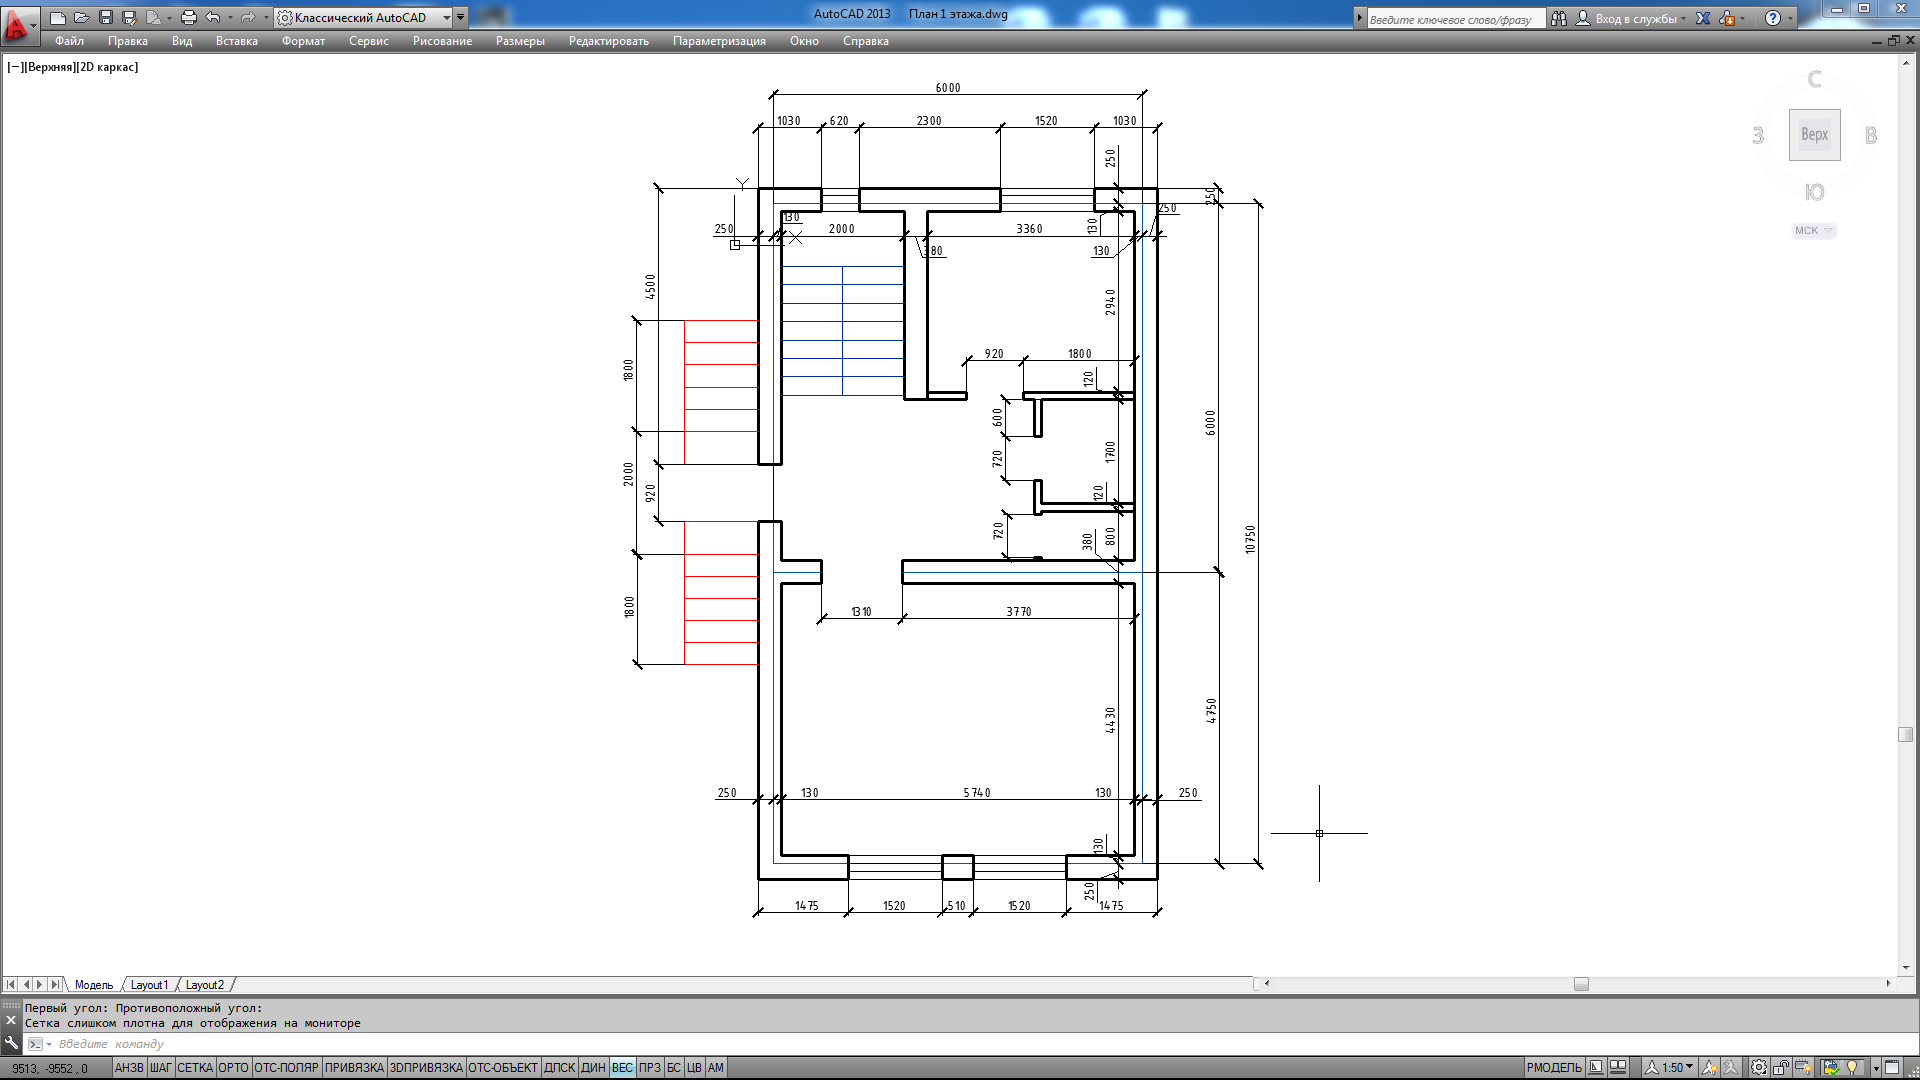 Классический AutoCAD
AutoCAD 2013 План 1 этажа.dwg
Введите ключевое слово/фразу
Вход в службы
Файл Правка Вид Вставка Формат Сервис Рисование Размеры Редактировать Параметризация Окно Справка
[−][Верхняя][2D каркас]
6000
1030 620 2300 1520 1030
250
250
С
З Верх В
Ю
МСК
Y
130
250 2000 3360 130 250
380 130
4500
2940
1800
920 1800
120
600
6000
1700
720
2000
920
120
720
380
800
10750
1310 3770
1800
4430
4750
250 130 5740 130 250
130
250
1475 1520 510 1520 1475
Модель Layout1 Layout2
Первый угол: Противоположный угол:
Сетка слишком плотна для отображения на мониторе
Введите команду
9513, -9552 , 0 АНЗВ ШАГ СЕТКА ОРТО ОТС-ПОЛЯР ПРИВЯЗКА 3DПРИВЯЗКА ОТС-ОБЪЕКТ ДПСК ДИН ВЕС ПРЗ БС ЦВ АМ РМОДЕЛЬ 1:50